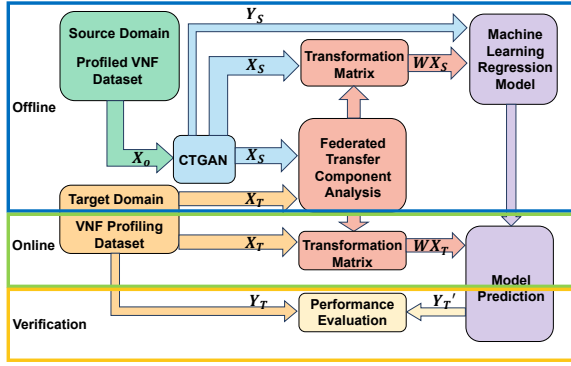 Y_S
Source Domain
Profiled VNF
Dataset
Machine
Learning
Regression
Model
X_S
Transformation
Matrix
WX_S
Offline
X_o
CTGAN
X_S
Federated
Transfer
Component
Analysis
Target Domain
X_T
VNF Profiling
Dataset
Online
X_T
Transformation
Matrix
WX_T
Model
Prediction
Verification
Y_T
Performance
Evaluation
Y_T'